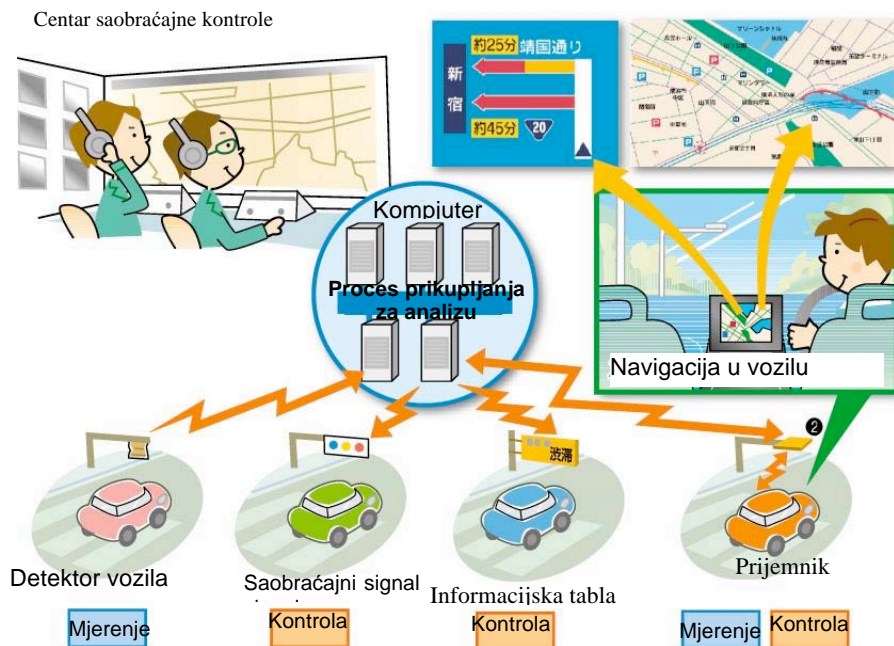 Centar saobraćajne kontrole
約25分 靖国通り
新宿
約45分 20
Kompjuter
Proces prikupljanja
za analizu
Navigacija u vozilu
2
渋滞
Detektor vozila
Saobraćajni signal
Informacijska tabla
Prijemnik
Mjerenje
Kontrola
Kontrola
Mjerenje
Kontrola